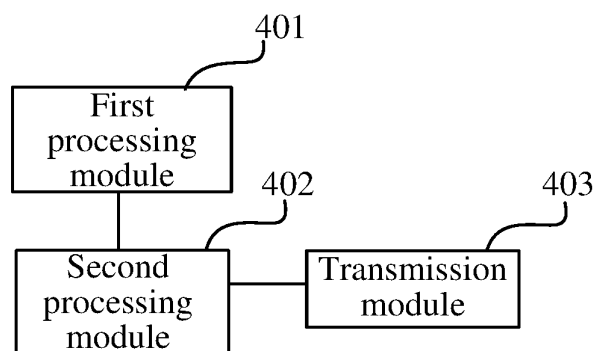 401
First
processing
module
402
403
Second
processing
module
Transmission
module